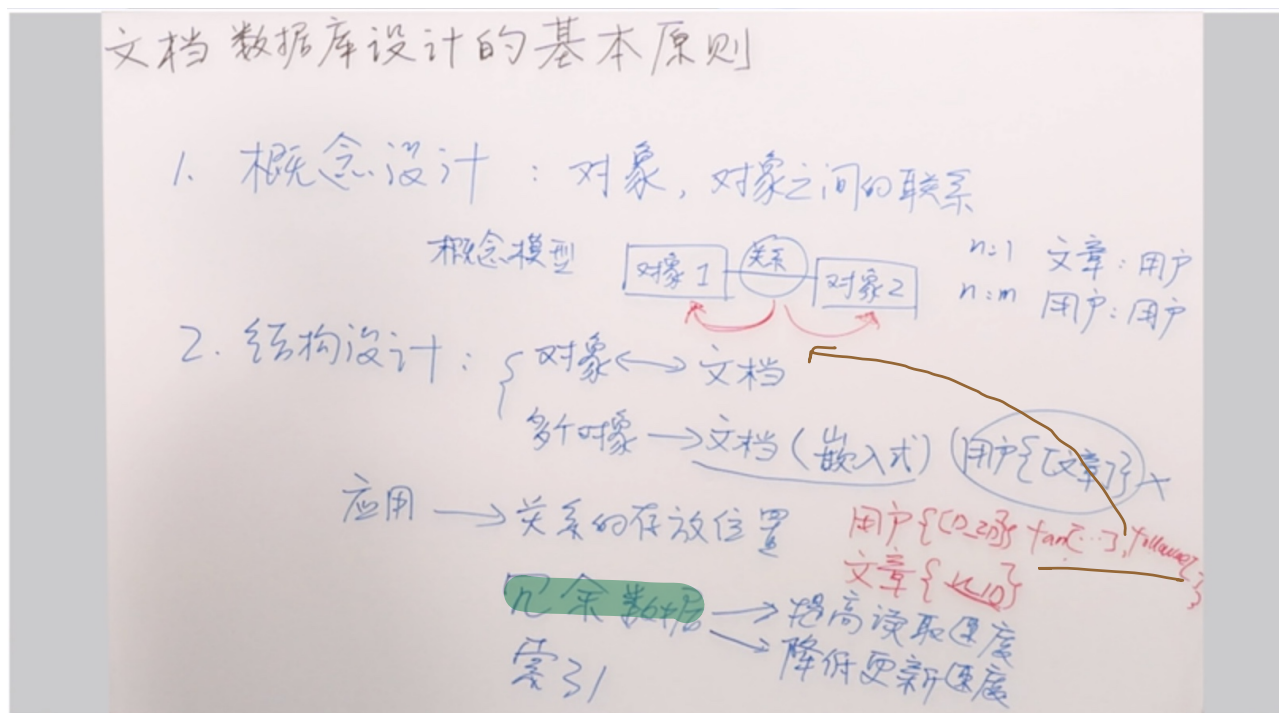 文档数据库设计的基本原则
1. 概念设计：对象，对象之间的联系
概念模型 对象1 关系 对象2 n:1 文章：用户
n:m 用户：用户
2. 结构设计：{ 对象 ↔ 文档
多个对象 → 文档（嵌入式）（用户{[文章]} ×
应用 → 关系的存放位置
用户{ fan[...], follower[
文章{
冗余数据 → 提高读取速度
→ 降低更新速度
索引